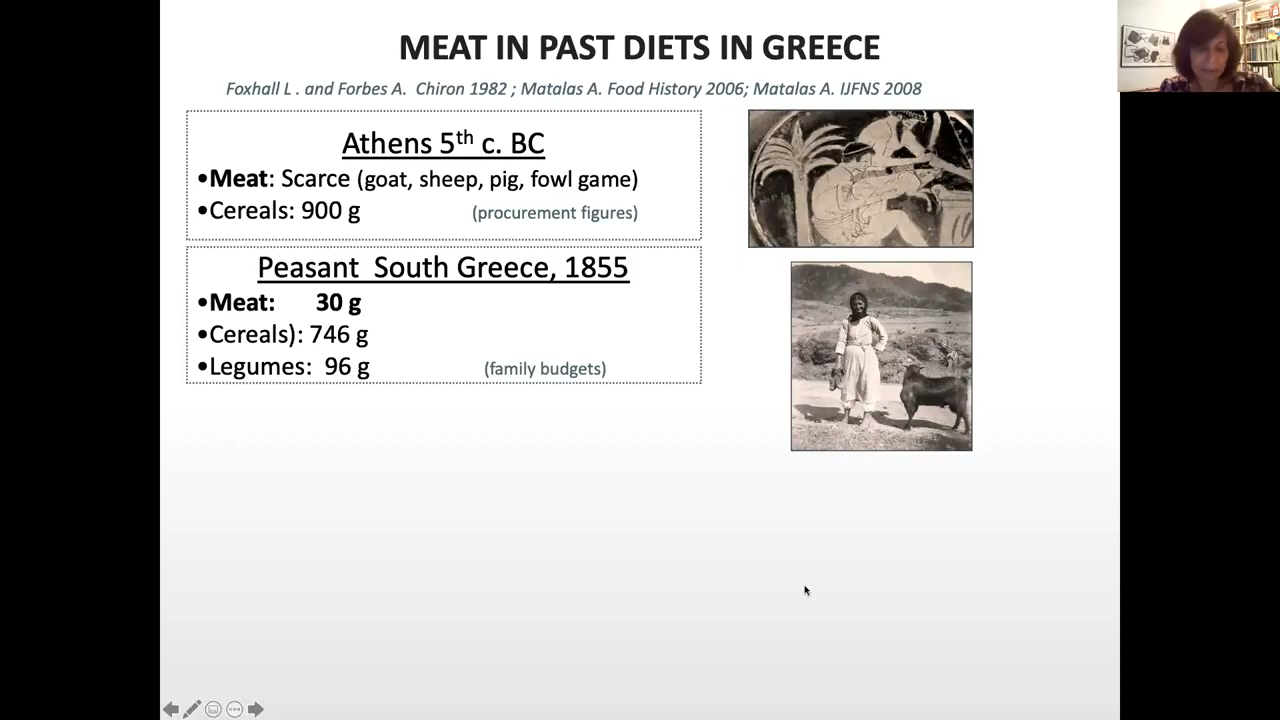 MEAT IN PAST DIETS IN GREECE
Foxhall L . and Forbes A. Chiron 1982 ; Matalas A. Food History 2006; Matalas A. IJFNS 2008
Athens 5th c. BC
•Meat: Scarce (goat, sheep, pig, fowl game)
•Cereals: 900 g (procurement figures)
Peasant South Greece, 1855
•Meat: 30 g
•Cereals): 746 g
•Legumes: 96 g (family budgets)